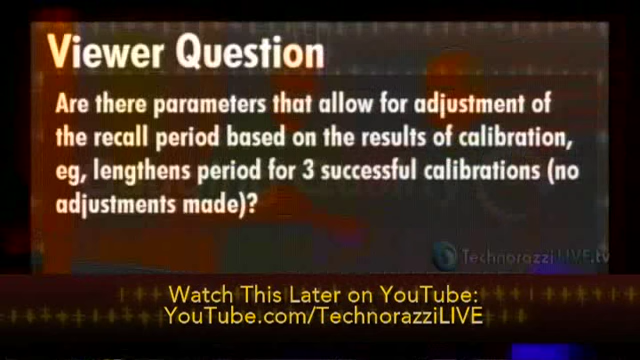 Viewer Question
Are there parameters that allow for adjustment of
the recall period based on the results of calibration,
eg, lengthens period for 3 successful calibrations (no
adjustments made)?
TechnorazziLIVE.tv
Watch This Later on YouTube:
YouTube.com/TechnorazziLIVE